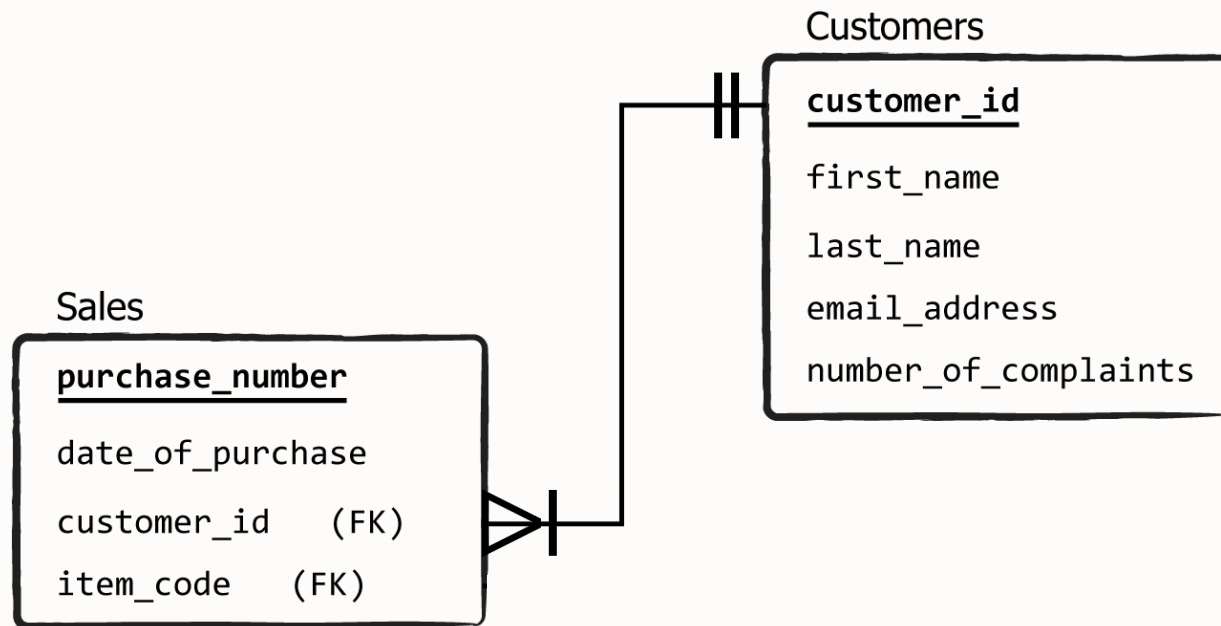 Customers
customer_id
first_name
last_name
email_address
number_of_complaints
Sales
purchase_number
date_of_purchase
customer_id (FK)
item_code (FK)